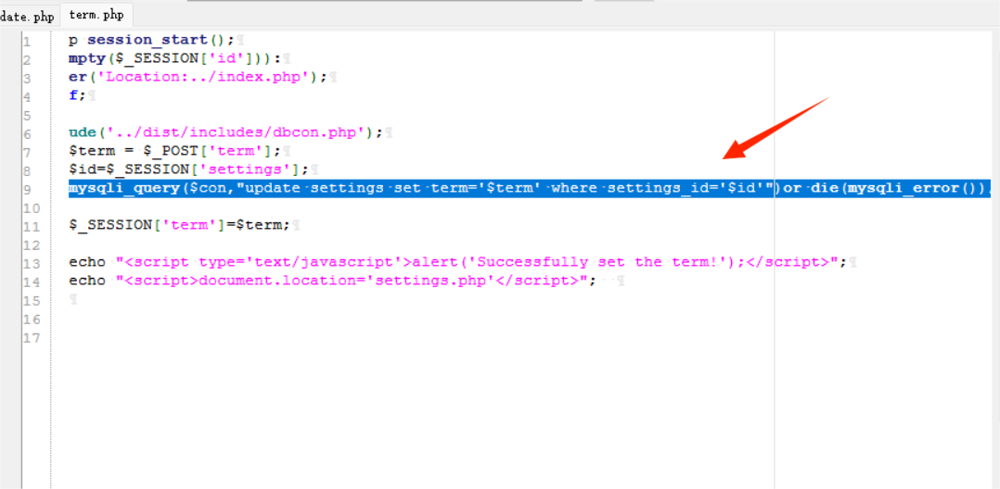 date.php term.php
1 p session_start();
2 mpty($_SESSION['id'])):
3 er('Location:../index.php');
4 f;
5
6 ude('../dist/includes/dbcon.php');
7 $term = $_POST['term'];
8 $id=$_SESSION['settings'];
9 mysqli_query($con,"update settings set term='$term' where settings_id='$id'")or die(mysqli_error())
10
11 $_SESSION['term']=$term;
12
13 echo "<script type='text/javascript'>alert('Successfully set the term!');</script>";
14 echo "<script>document.location='settings.php'</script>";
15
16
17